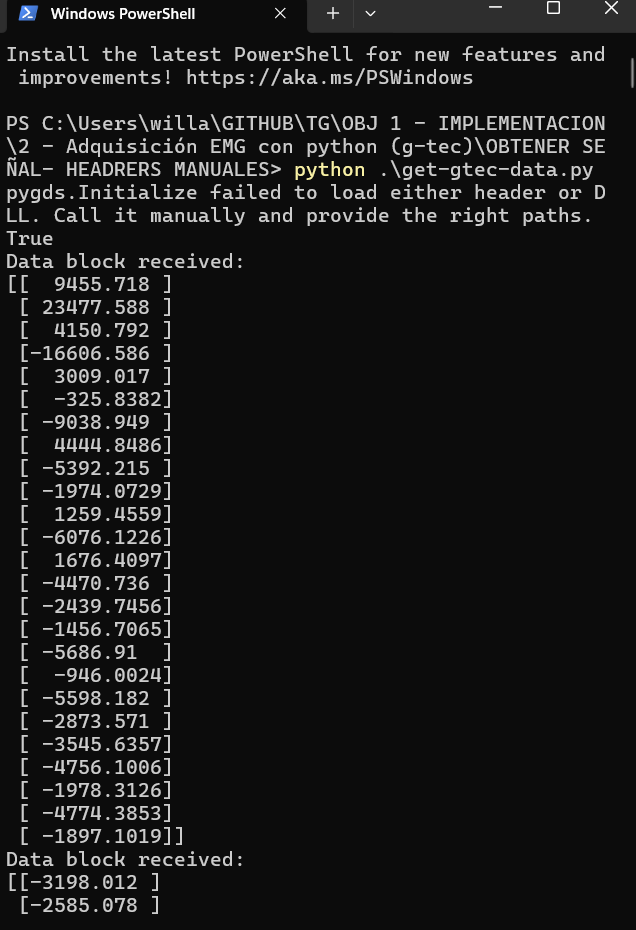 Windows PowerShell
Install the latest PowerShell for new features and
 improvements! https://aka.ms/PSWindows
PS C:\Users\willa\GITHUB\TG\OBJ 1 - IMPLEMENTACION
\2 - Adquisición EMG con python (g-tec)\OBTENER SE
ÑAL- HEADRERS MANUALES> python .\get-gtec-data.py
pygds.Initialize failed to load either header or D
LL. Call it manually and provide the right paths.
True
Data block received:
[[  9455.718 ]
 [ 23477.588 ]
 [  4150.792 ]
 [-16606.586 ]
 [  3009.017 ]
 [  -325.8382]
 [ -9038.949 ]
 [  4444.8486]
 [ -5392.215 ]
 [ -1974.0729]
 [  1259.4559]
 [ -6076.1226]
 [  1676.4097]
 [ -4470.736 ]
 [ -2439.7456]
 [ -1456.7065]
 [ -5686.91  ]
 [  -946.0024]
 [ -5598.182 ]
 [ -2873.571 ]
 [ -3545.6357]
 [ -4756.1006]
 [ -1978.3126]
 [ -4774.3853]
 [ -1897.1019]]
Data block received:
[[-3198.012 ]
 [-2585.078 ]